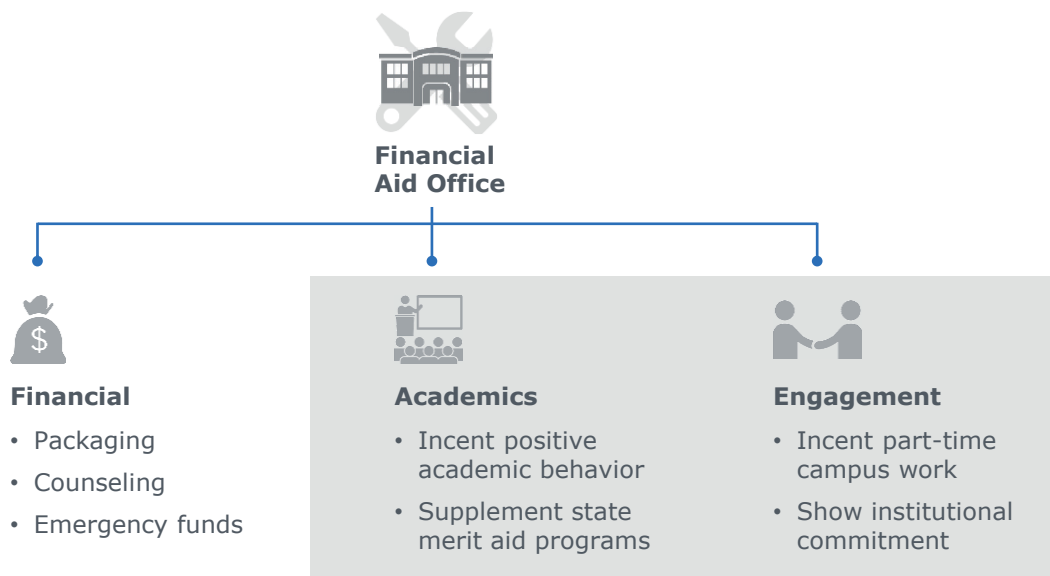 Financial
Aid Office
$
Financial
• Packaging
• Counseling
• Emergency funds
Academics
• Incent positive
academic behavior
• Supplement state
merit aid programs
Engagement
• Incent part-time
campus work
• Show institutional
commitment